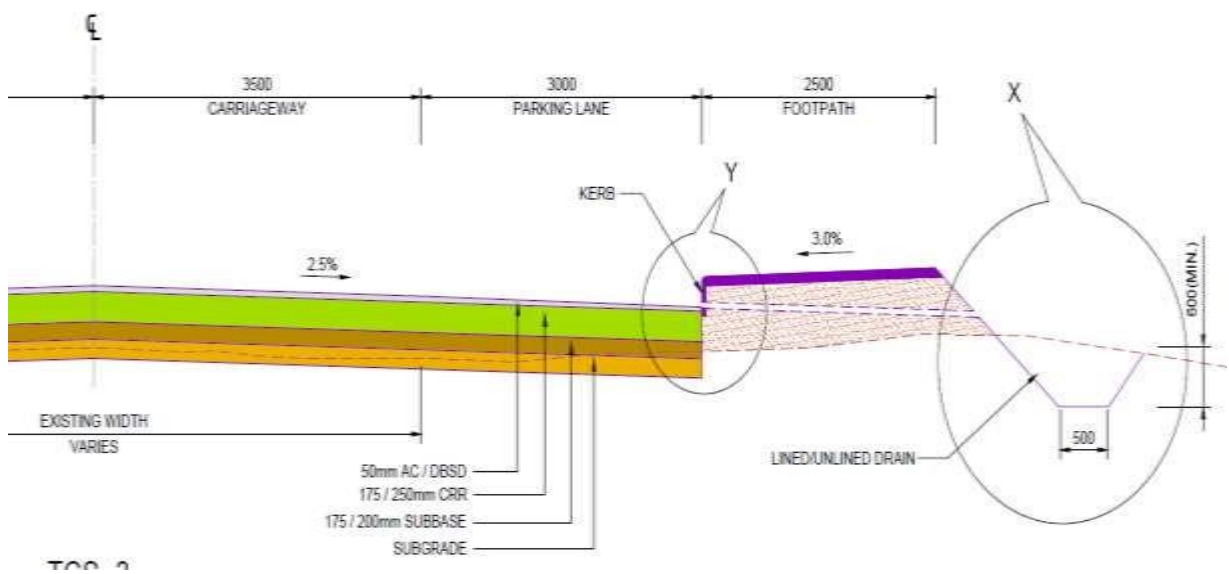 ℄
3500
CARRIAGEWAY
3000
PARKING LANE
2500
FOOTPATH
X
Y
KERB
2.5%
3.0%
600(MIN.)
EXISTING WIDTH
VARIES
500
LINED/UNLINED DRAIN
50mm AC / DBSD
175 / 250mm CRR
175 / 200mm SUBBASE
SUBGRADE